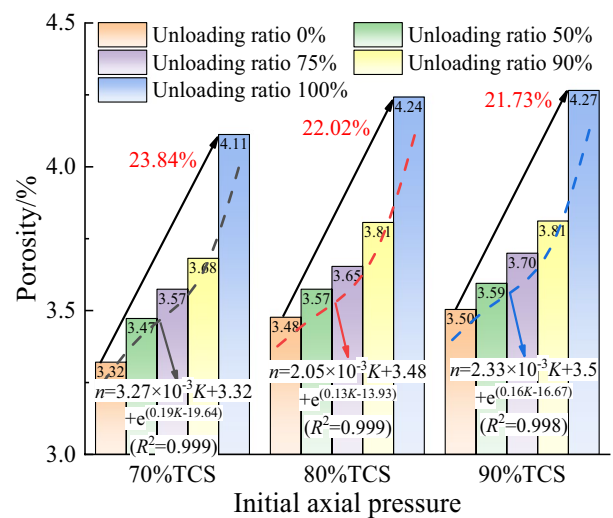 4.5
Unloading ratio 0%
Unloading ratio 50%
Unloading ratio 75%
Unloading ratio 90%
Unloading ratio 100%
4.0
3.5
3.0
Porosity/%
23.84%
22.02%
21.73%
3.32
3.47
3.57
3.68
4.11
3.48
3.57
3.65
3.81
4.24
3.50
3.59
3.70
3.81
4.27
n=3.27×10⁻³K+3.32
+e^(0.19K-19.64)
(R²=0.999)
n=2.05×10⁻³K+3.48
+e^(0.13K-13.93)
(R²=0.999)
n=2.33×10⁻³K+3.5
+e^(0.16K-16.67)
(R²=0.998)
70%TCS
80%TCS
90%TCS
Initial axial pressure